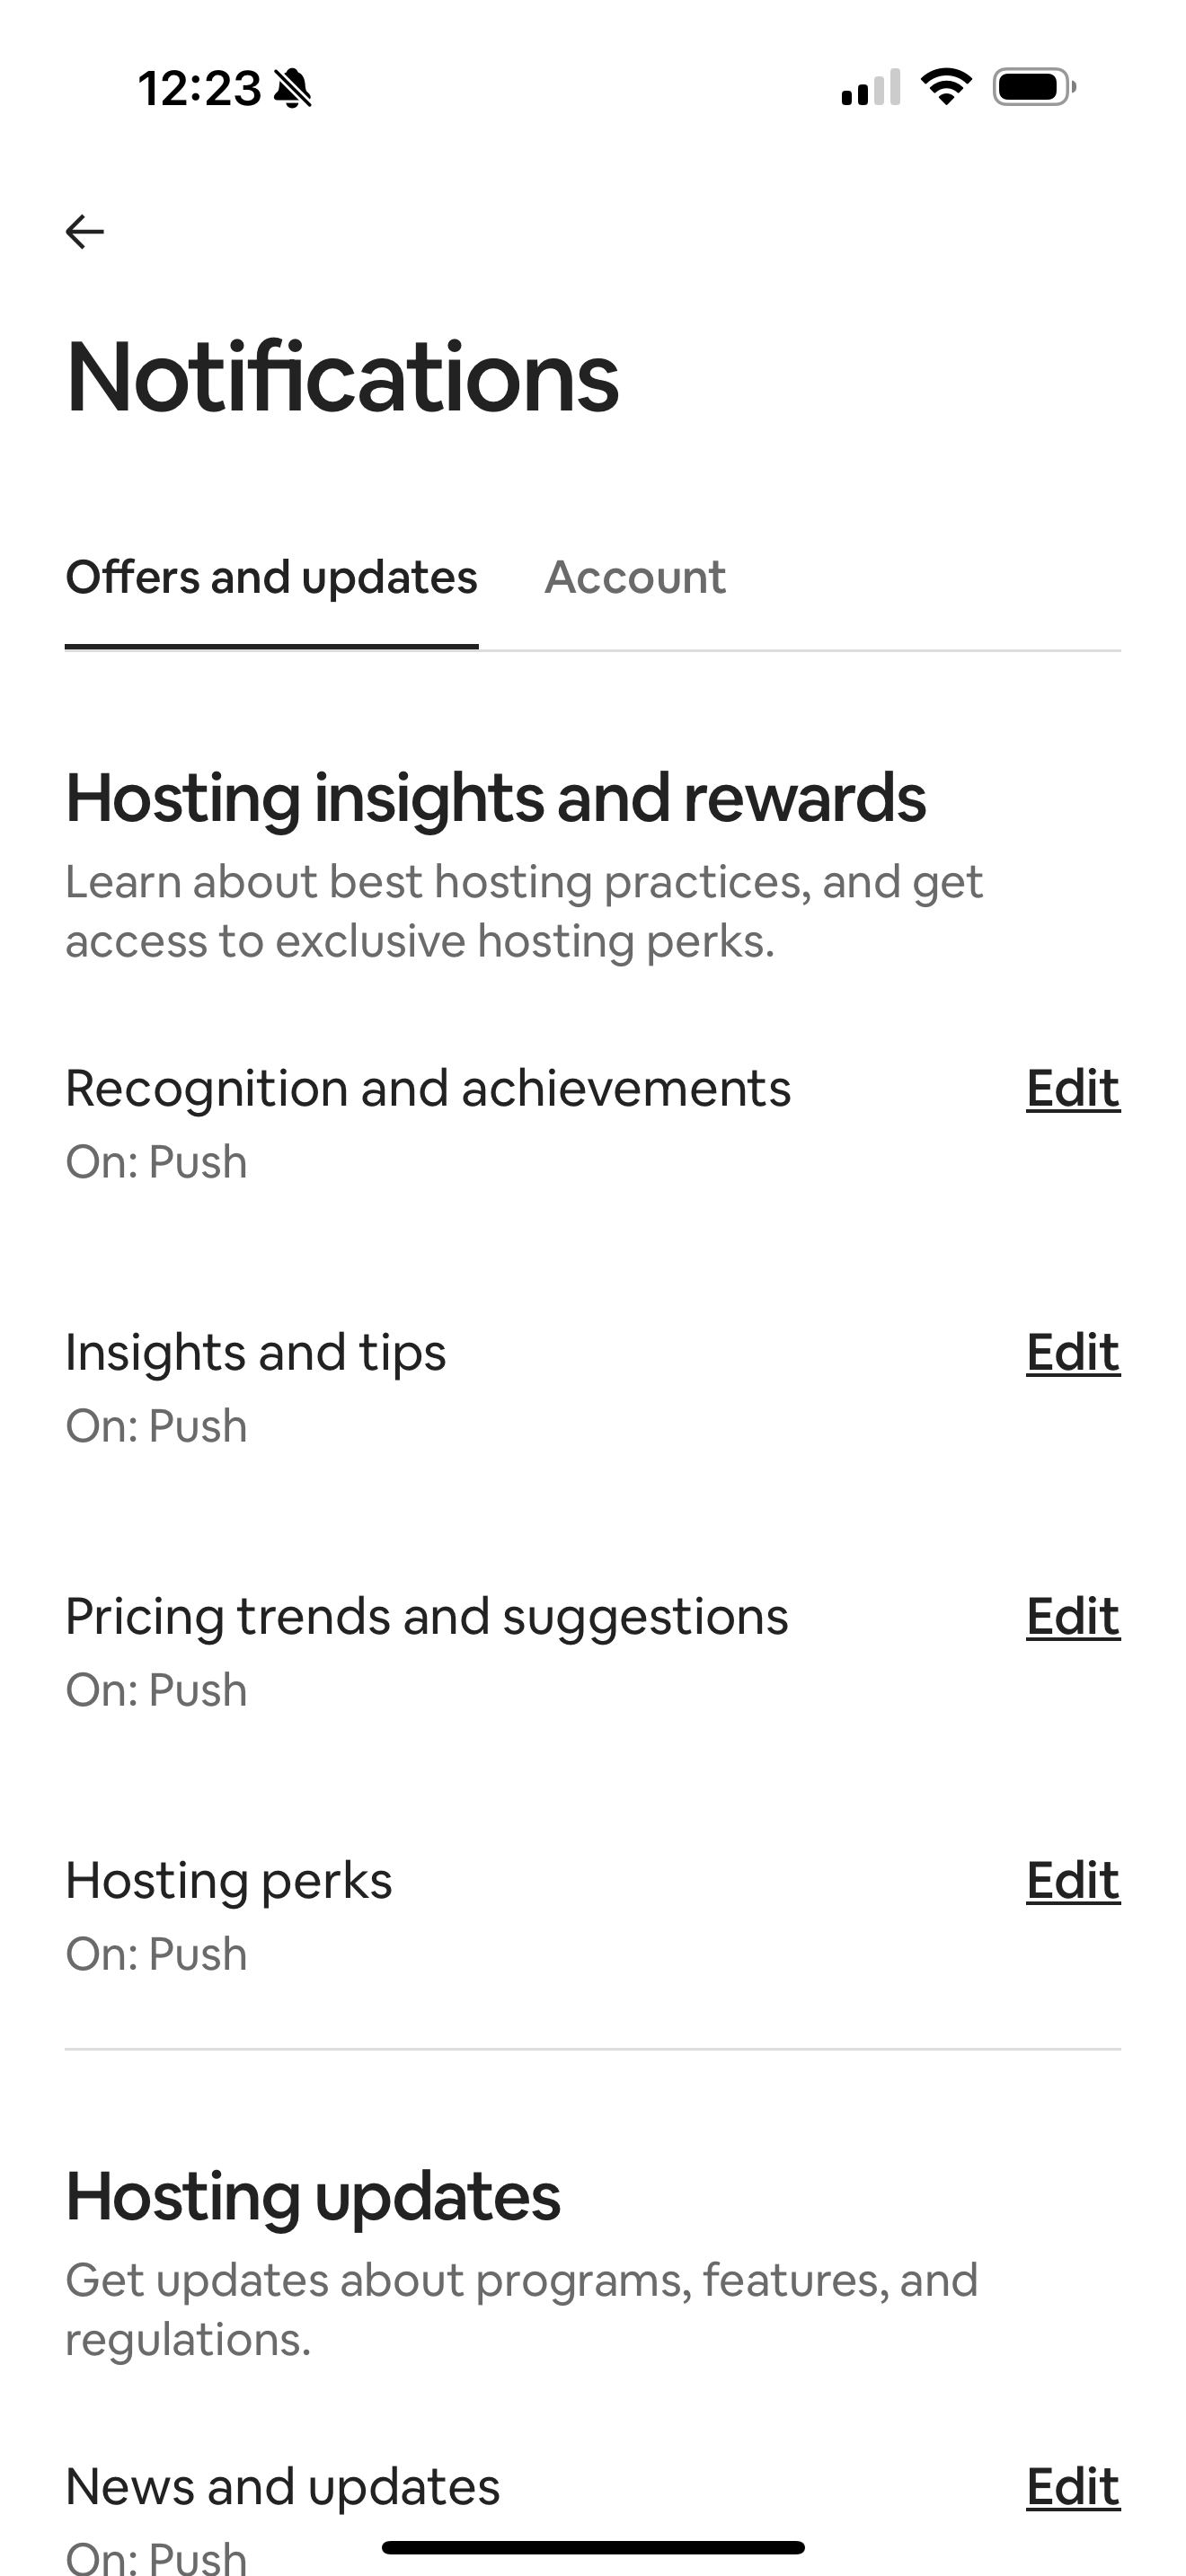 12:23
Notifications
Offers and updates Account
Hosting insights and rewards
Learn about best hosting practices, and get
access to exclusive hosting perks.
Recognition and achievements Edit
On: Push
Insights and tips Edit
On: Push
Pricing trends and suggestions Edit
On: Push
Hosting perks Edit
On: Push
Hosting updates
Get updates about programs, features, and
regulations.
News and updates Edit
On: Push